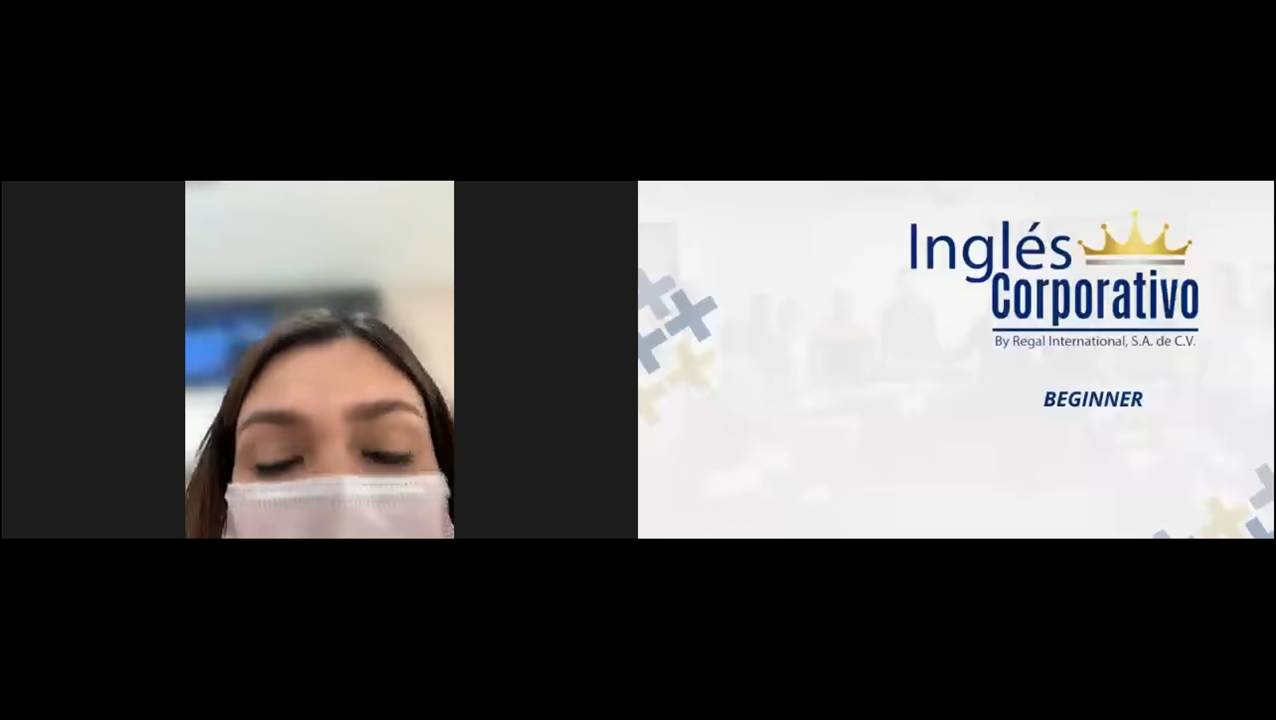 Inglés
Corporativo
By Regal International, S.A. de C.V.
BEGINNER